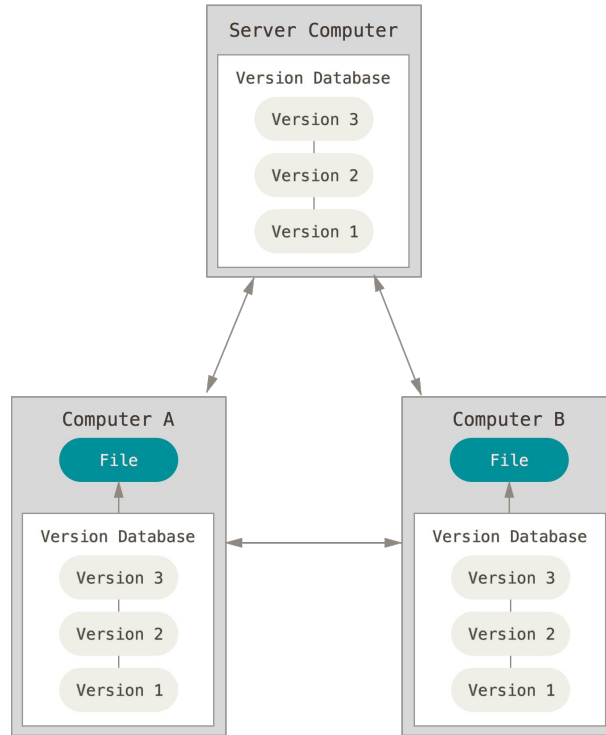 Server Computer
Version Database
Version 3
Version 2
Version 1
Computer A
File
Version Database
Version 3
Version 2
Version 1
Computer B
File
Version Database
Version 3
Version 2
Version 1